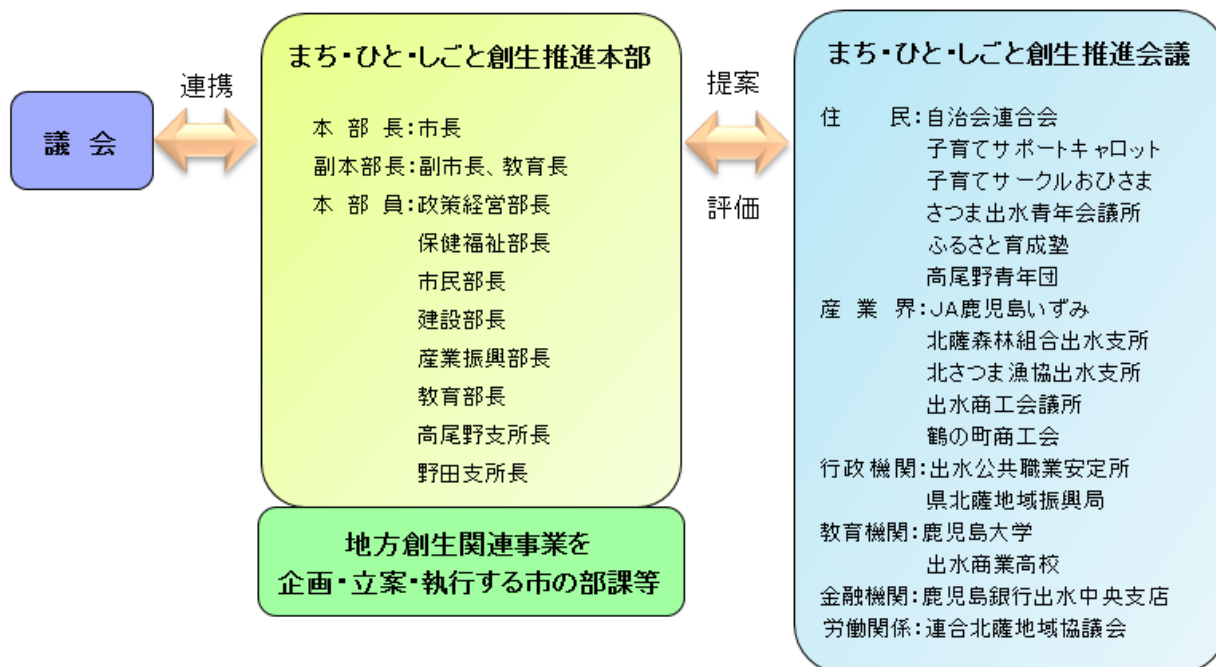 議 会
連携
まち・ひと・しごと創生推進本部
本 部 長：市長
副本部長：副市長、教育長
本 部 員：政策経営部長
保健福祉部長
市民部長
建設部長
産業振興部長
教育部長
高尾野支所長
野田支所長
地方創生関連事業を
企画・立案・執行する市の部課等
提案
評価
まち・ひと・しごと創生推進会議
住 民：自治会連合会
子育てサポートキャロット
子育てサークルおひさま
さつま出水青年会議所
ふるさと育成塾
高尾野青年団
産 業 界：JA鹿児島いずみ
北薩森林組合出水支所
北さつま漁協出水支所
出水商工会議所
鶴の町商工会
行政機関：出水公共職業安定所
県北薩地域振興局
教育機関：鹿児島大学
出水商業高校
金融機関：鹿児島銀行出水中央支店
労働関係：連合北薩地域協議会